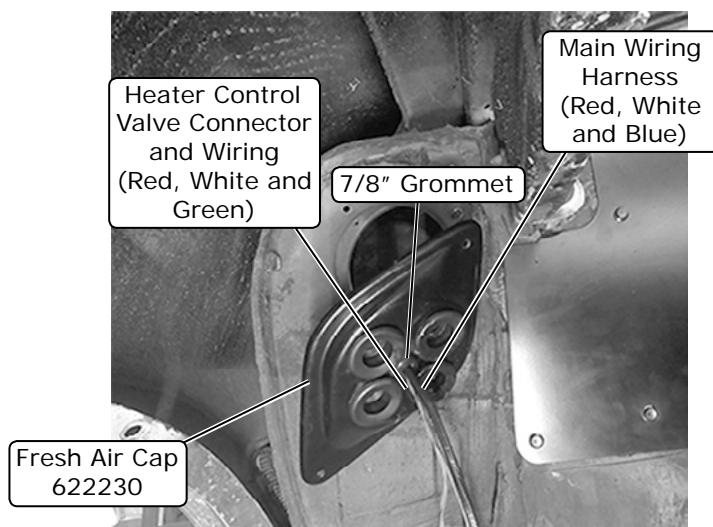 Heater Control
Valve Connector
and Wiring
(Red, White and
Green)
7/8” Grommet
Main Wiring
Harness
(Red, White
and Blue)
Fresh Air Cap
622230